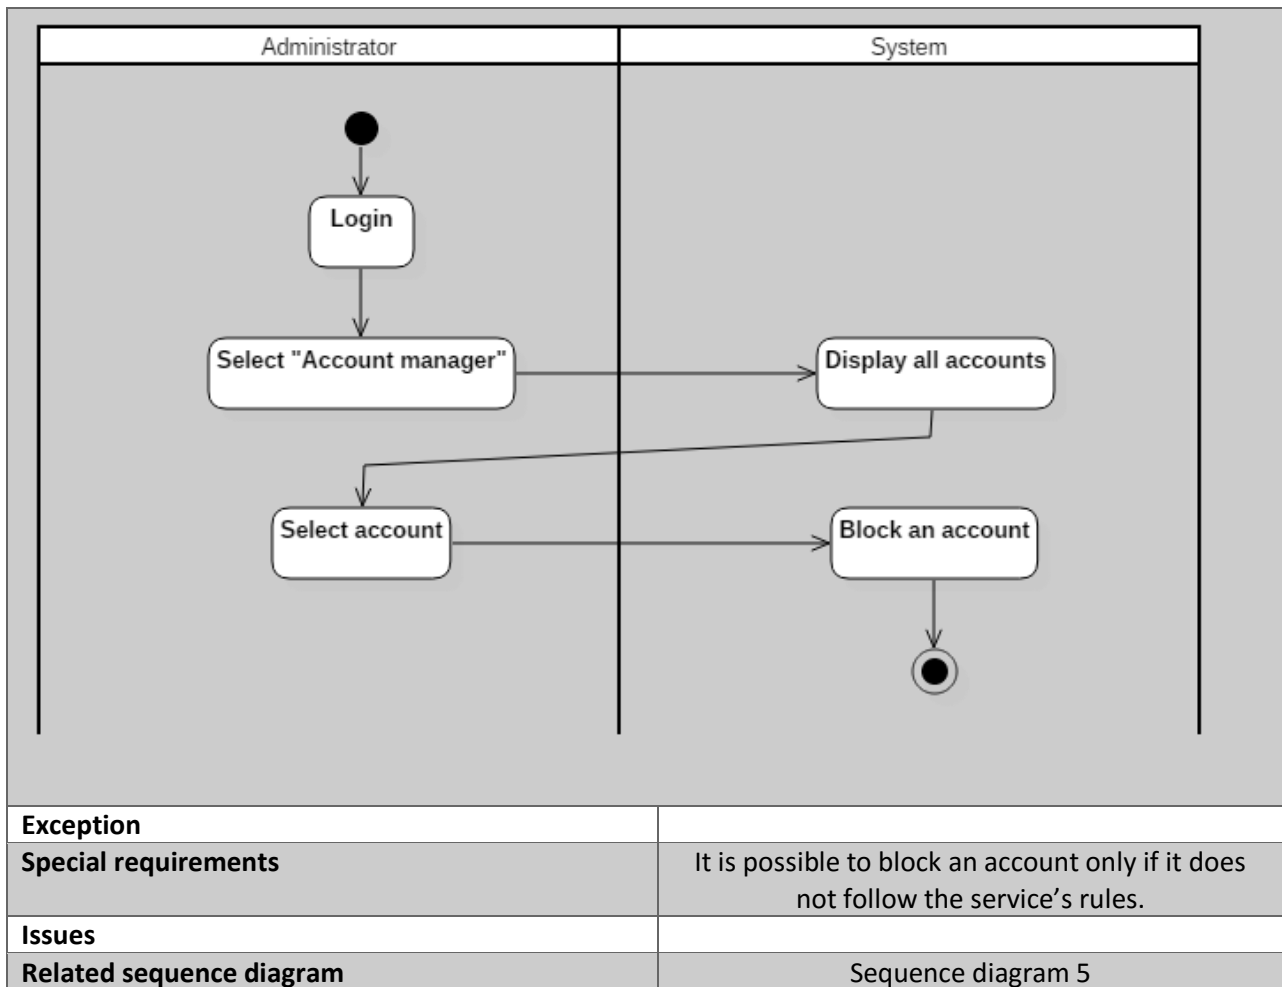 Administrator
System
Login
Select "Account manager"
Display all accounts
Select account
Block an account
Exception
Special requirements
It is possible to block an account only if it does
not follow the service’s rules.
Issues
Related sequence diagram
Sequence diagram 5